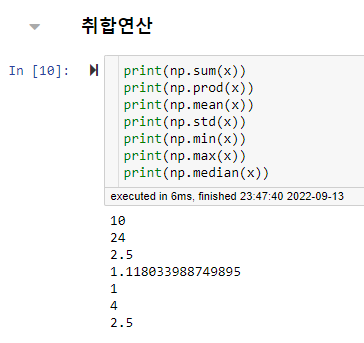 취합연산
In [10]:
print(np.sum(x))
print(np.prod(x))
print(np.mean(x))
print(np.std(x))
print(np.min(x))
print(np.max(x))
print(np.median(x))
executed in 6ms, finished 23:47:40 2022-09-13
10
24
2.5
1.118033988749895
1
4
2.5